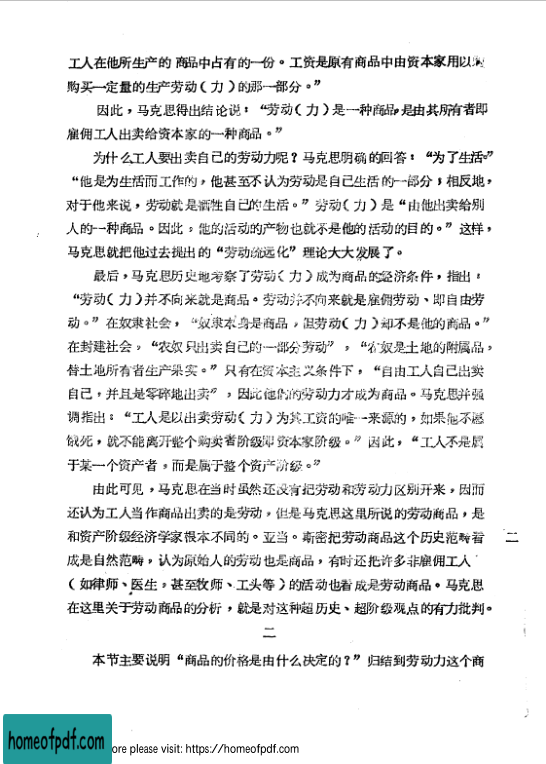 工人在他所生产的商品中占有的一份。工资是原有商品中由资本家用以
购买一定量的生产劳动（力）的那一部分。”
因此，马克思得出结论说：“劳动（力）是一种商品，是由其所有者即
雇佣工人出卖给资本家的一种商品。”
为什么工人要出卖自己的劳动力呢？马克思明确的回答：“为了生活。”
“他是为生活而工作的，他甚至不认为劳动是自己生活的一部分；相反地，
对于他来说，劳动就是牺牲自己的生活。”劳动（力）是“由他出卖给别
人的一种商品。因此，他的活动的产物也就不是他的活动的目的。”这样，
马克思就把他过去提出的“劳动疏远化”理论大大发展了。
最后，马克思历史地考察了劳动（力）成为商品的经济条件，指出：
“劳动（力）并不向来就是商品。劳动并不向来就是雇佣劳动、即自由劳
动。”在奴隶社会，“奴隶本身是商品，但劳动（力）却不是他的商品。”
在封建社会，“农奴只出卖自己的一部分劳动”，“农奴是土地的附属品，
替土地所有者生产果实。”只有在资本主义条件下，“自由工人自己出卖
自己，并且是零碎地出卖”，因此他们的劳动力才成为商品。马克思并强
调指出：“工人是以出卖劳动（力）为其工资的唯一来源的，如果他不愿
饿死，就不能离开整个购买者阶级即资本家阶级。”因此，“工人不是属
于某一个资产者，而是属于整个资产阶级。”
由此可见，马克思在当时虽然还没有把劳动和劳动力区别开来，因而
还认为工人当作商品出卖的是劳动，但是马克思这里所说的劳动商品，是
和资产阶级经济学家根本不同的。亚当。斯密把劳动商品这个历史范畴看
成是自然范畴，认为原始人的劳动也是商品，有时还把许多非雇佣工人
（如律师、医生，甚至牧师、工头等）的活动也看成是劳动商品。马克思
在这里关于劳动商品的分析，就是对这种超历史、超阶级观点的有力批判。
二
二
本节主要说明“商品的价格是由什么决定的？”归结到劳动力这个商
homeofpdf.com
ore please visit: https://homeofpdf.com